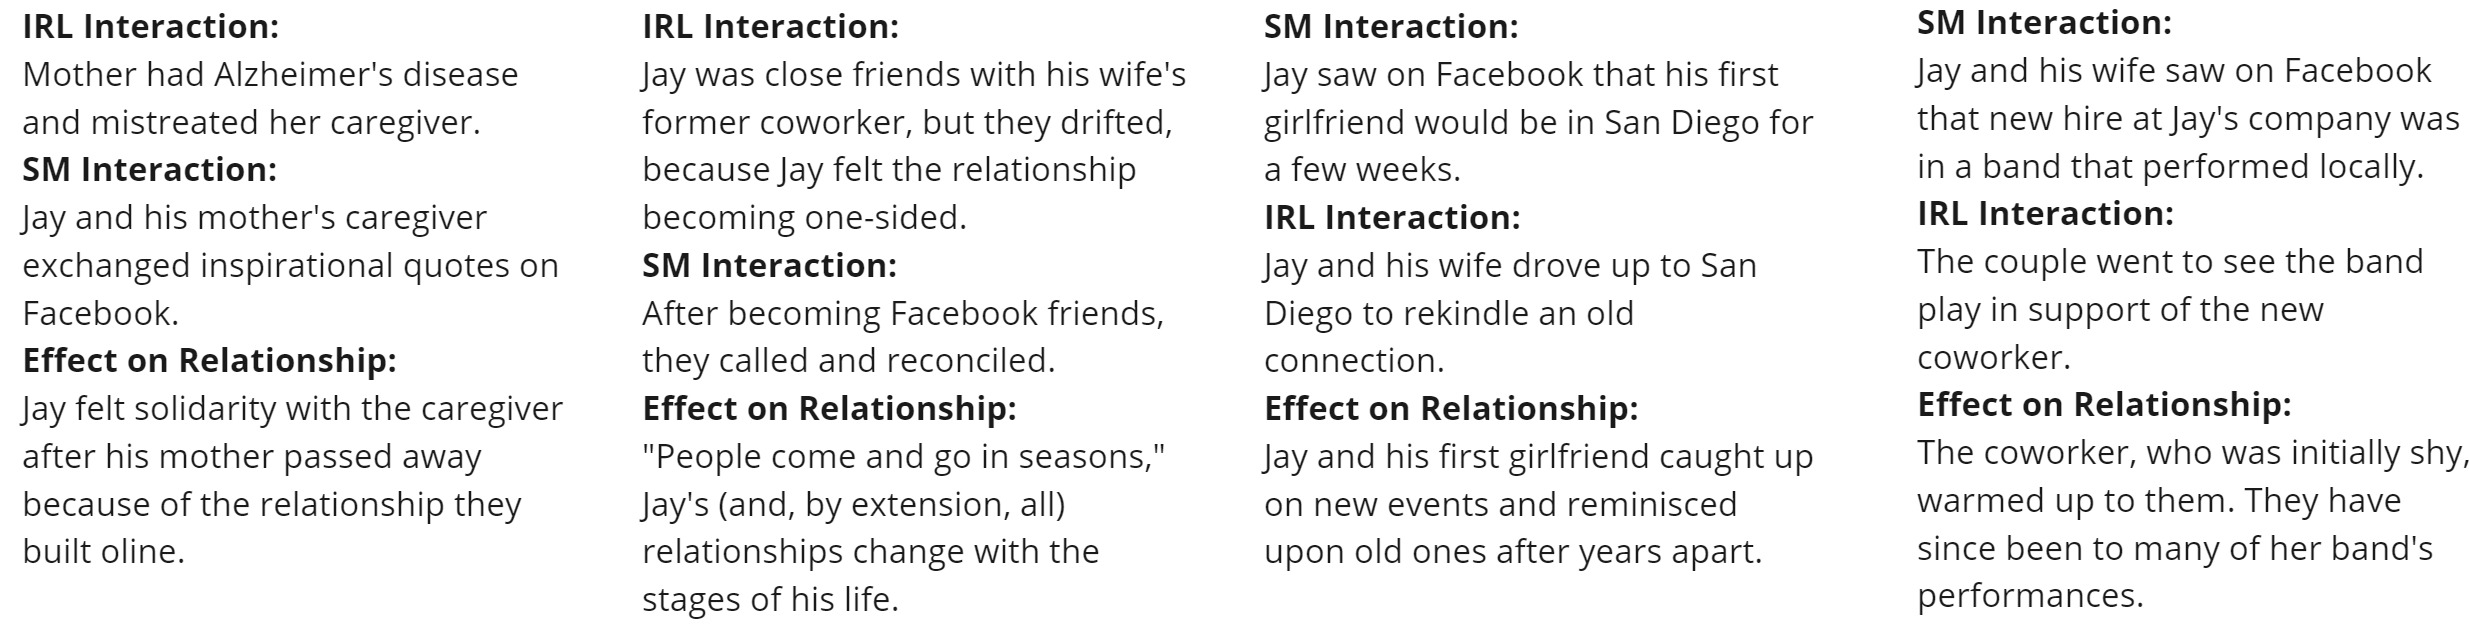 IRL Interaction:
Mother had Alzheimer's disease
and mistreated her caregiver.
SM Interaction:
Jay and his mother's caregiver
exchanged inspirational quotes on
Facebook.
Effect on Relationship:
Jay felt solidarity with the caregiver
after his mother passed away
because of the relationship they
built oline.
IRL Interaction:
Jay was close friends with his wife's
former coworker, but they drifted,
because Jay felt the relationship
becoming one-sided.
SM Interaction:
After becoming Facebook friends,
they called and reconciled.
Effect on Relationship:
"People come and go in seasons,"
Jay's (and, by extension, all)
relationships change with the
stages of his life.
SM Interaction:
Jay saw on Facebook that his first
girlfriend would be in San Diego for
a few weeks.
IRL Interaction:
Jay and his wife drove up to San
Diego to rekindle an old
connection.
Effect on Relationship:
Jay and his first girlfriend caught up
on new events and reminisced
upon old ones after years apart.
SM Interaction:
Jay and his wife saw on Facebook
that new hire at Jay's company was
in a band that performed locally.
IRL Interaction:
The couple went to see the band
play in support of the new
coworker.
Effect on Relationship:
The coworker, who was initially shy,
warmed up to them. They have
since been to many of her band's
performances.